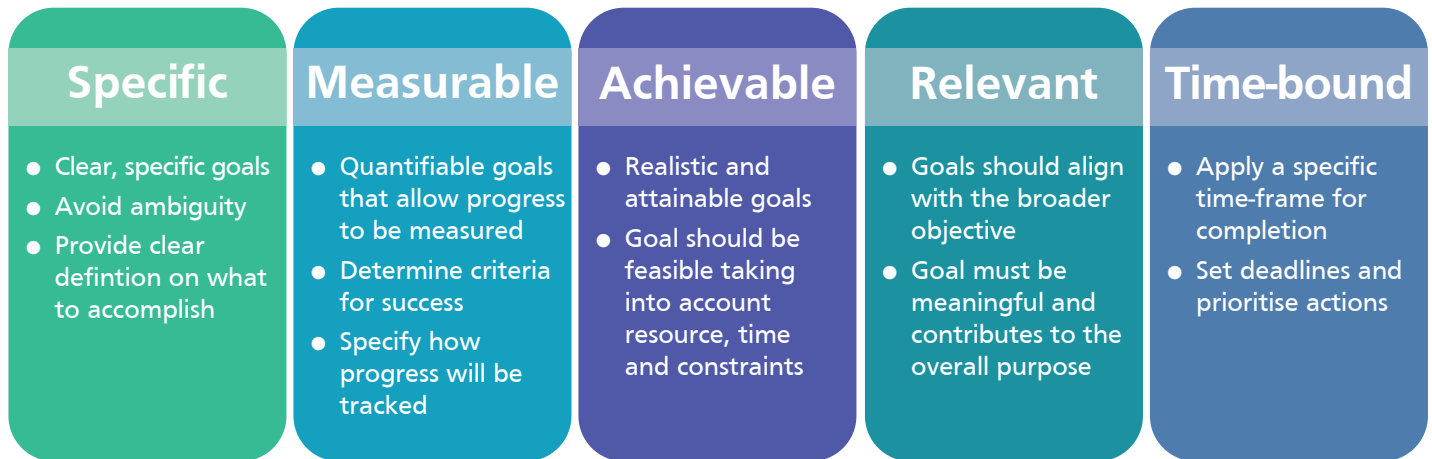 Specific
● Clear, specific goals
● Avoid ambiguity
● Provide clear
defintion on what
to accomplish
Measurable
● Quantifiable goals
that allow progress
to be measured
● Determine criteria
for success
● Specify how
progress will be
tracked
Achievable
● Realistic and
attainable goals
● Goal should be
feasible taking
into account
resource, time
and constraints
Relevant
● Goals should align
with the broader
objective
● Goal must be
meaningful and
contributes to the
overall purpose
Time-bound
● Apply a specific
time-frame for
completion
● Set deadlines and
prioritise actions